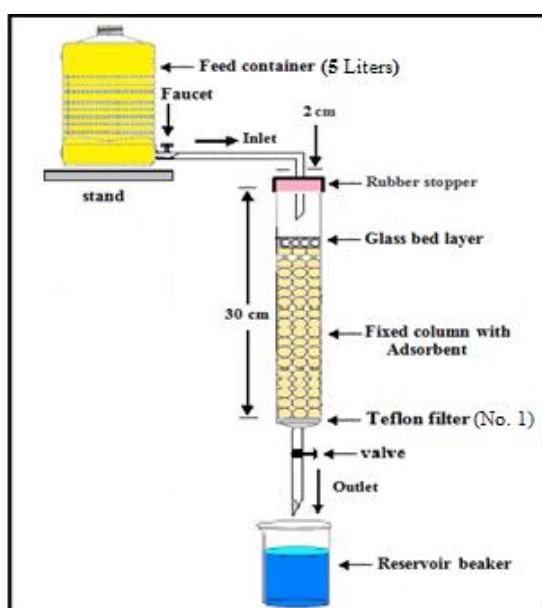 Feed container (5 Liters)
Faucet
2 cm
Inlet
Rubber stopper
stand
Glass bed layer
30 cm
Fixed column with
Adsorbent
Teflon filter (No. 1)
valve
Outlet
Reservoir beaker